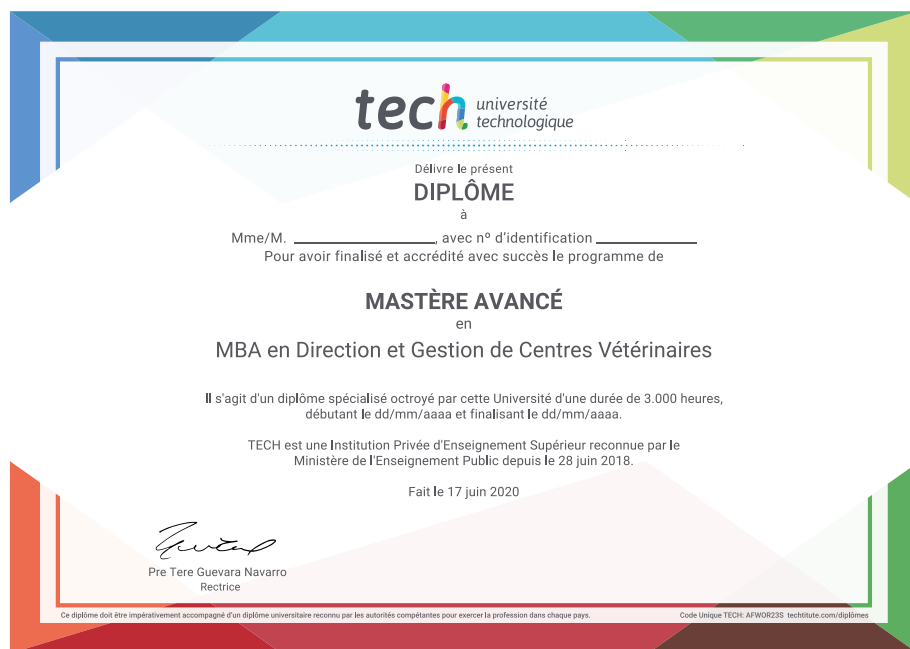 tech université
technologique
Délivre le présent
DIPLÔME
à
Mme/M. ____________, avec nº d'identification ____________
Pour avoir finalisé et accrédité avec succès le programme de
MASTÈRE AVANCÉ
en
MBA en Direction et Gestion de Centres Vétérinaires
Il s'agit d'un diplôme spécialisé octroyé par cette Université d'une durée de 3.000 heures,
débutant le dd/mm/aaaa et finalisant le dd/mm/aaaa.
TECH est une Institution Privée d'Enseignement Supérieur reconnue par le
Ministère de l'Enseignement Public depuis le 28 juin 2018.
Fait le 17 juin 2020
Pre Tere Guevara Navarro
Rectrice
Ce diplôme doit être impérativement accompagné d'un diplôme universitaire reconnu par les autorités compétantes pour exercer la profession dans chaque pays.
Code Unique TECH: AFWOR23S techtitute.com/diplômes